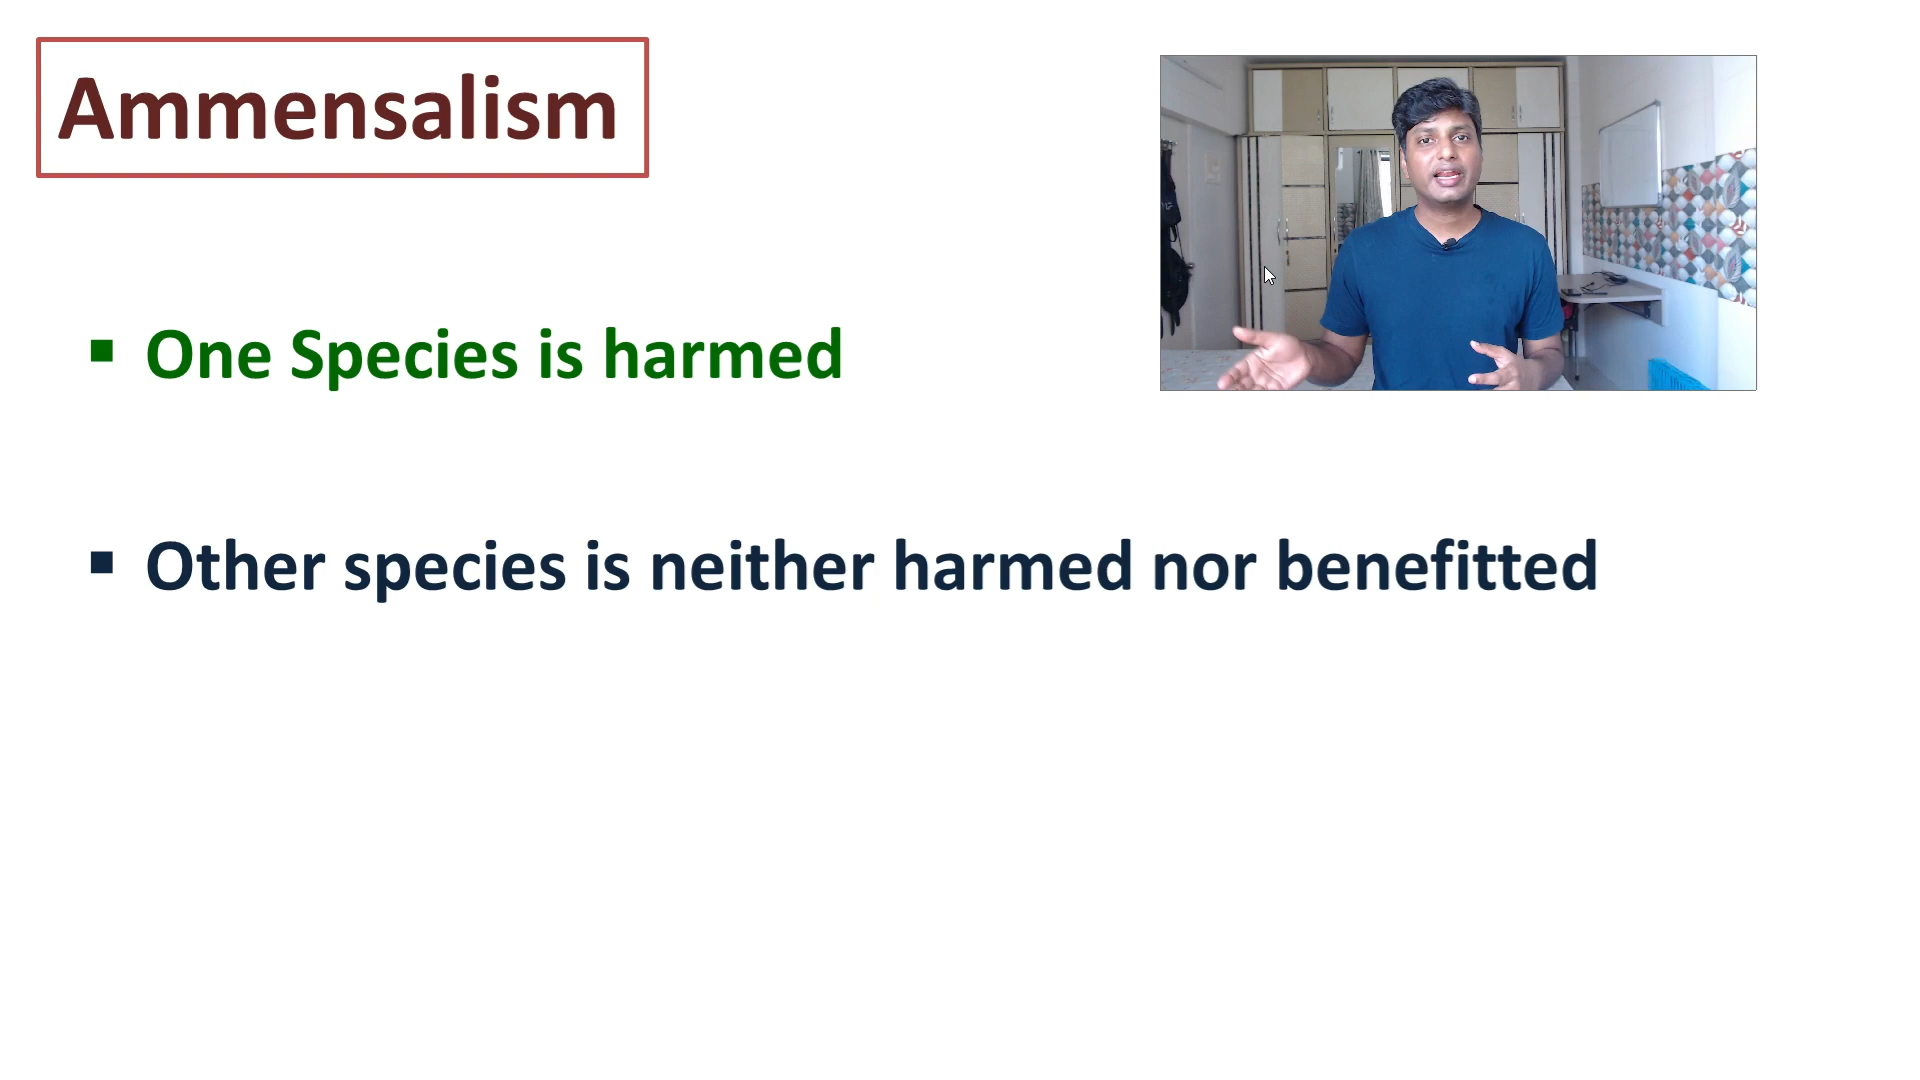 Ammensalism
▪ One Species is harmed
▪ Other species is neither harmed nor benefitted